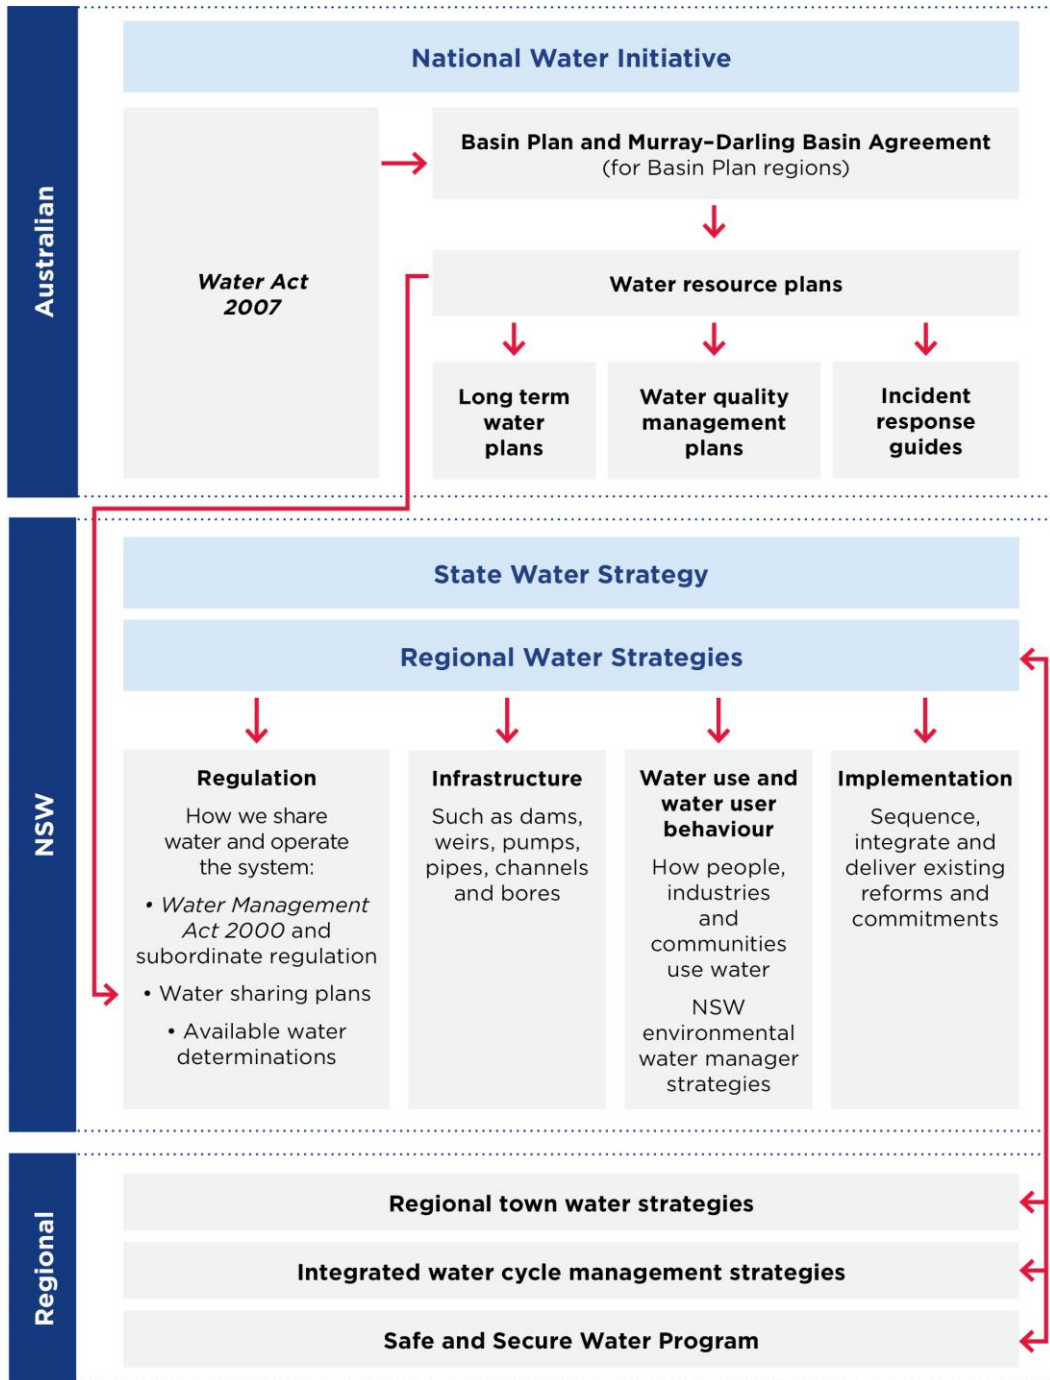 Australian
National Water Initiative
Water Act
2007
Basin Plan and Murray–Darling Basin Agreement
(for Basin Plan regions)
Water resource plans
Long term
water
plans
Water quality
management
plans
Incident
response
guides
NSW
State Water Strategy
Regional Water Strategies
Regulation
How we share
water and operate
the system:
• Water Management
Act 2000 and
subordinate regulation
• Water sharing plans
• Available water
determinations
Infrastructure
Such as dams,
weirs, pumps,
pipes, channels
and bores
Water use and
water user
behaviour
How people,
industries
and
communities
use water
NSW
environmental
water manager
strategies
Implementation
Sequence,
integrate and
deliver existing
reforms and
commitments
Regional
Regional town water strategies
Integrated water cycle management strategies
Safe and Secure Water Program